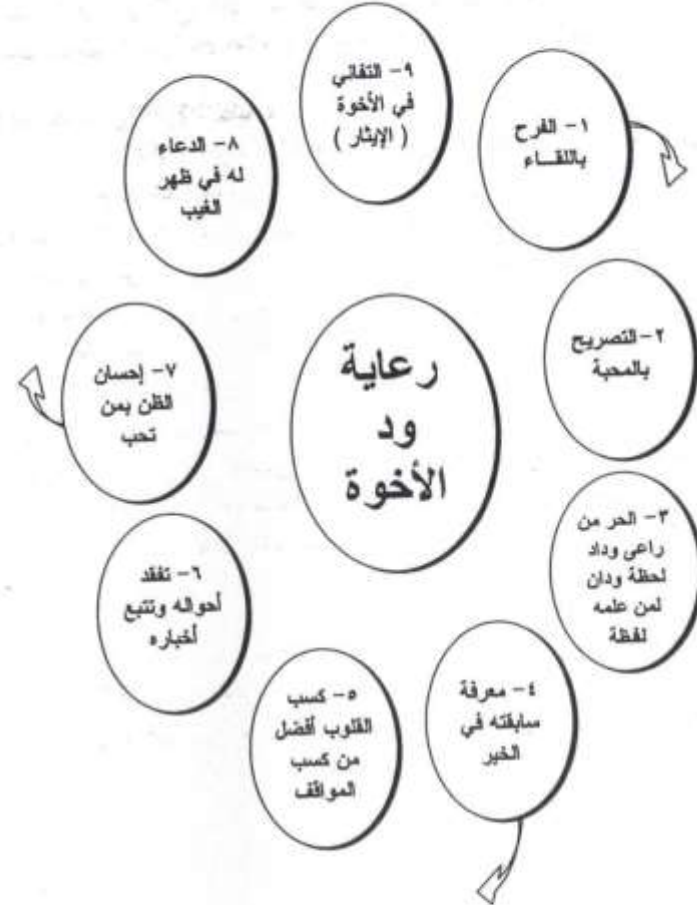 رعاية
ود
الأخوة
١- الفرح
باللقـــاء
٢- التصريح
بالمحبة
٣- الحر من
راعى وداد
لحظة ودان
لمن علمه
لفظة
٤- معرفة
سابقته في
الخير
٥- كسب
القلوب أفضل
من كسب
المواقف
٦- تفقد
أحواله وتتبع
أخباره
٧- إحسان
الظن بمن
تحب
٨- الدعاء
له في ظهر
الغيب
٩- التفاني
في الأخوة
( الإيثار )